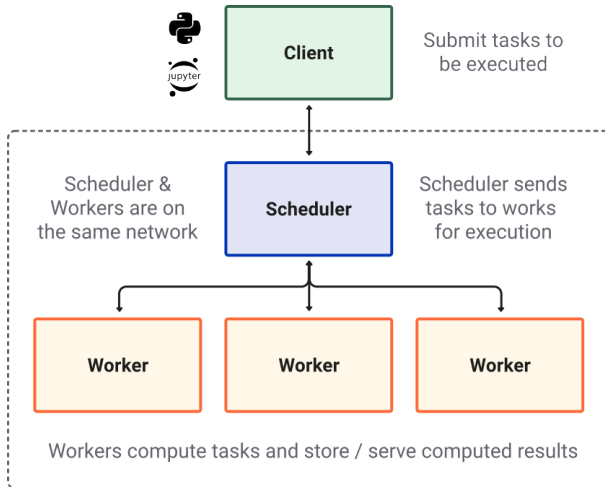 Client
Submit tasks to
be executed
jupyter
Scheduler &
Workers are on
the same network
Scheduler
Scheduler sends
tasks to works
for execution
Worker
Worker
Worker
Workers compute tasks and store / serve computed results